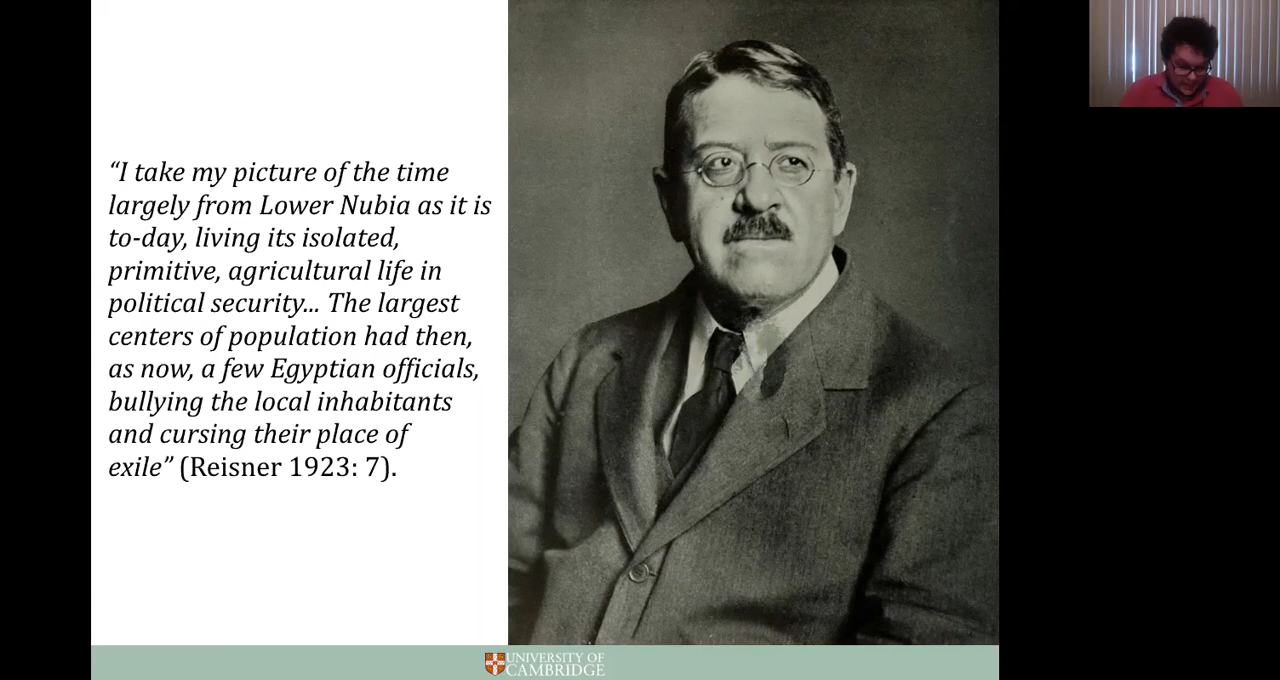 “I take my picture of the time
largely from Lower Nubia as it is
to-day, living its isolated,
primitive, agricultural life in
political security... The largest
centers of population had then,
as now, a few Egyptian officials,
bullying the local inhabitants
and cursing their place of
exile” (Reisner 1923: 7).
UNIVERSITY OF
CAMBRIDGE